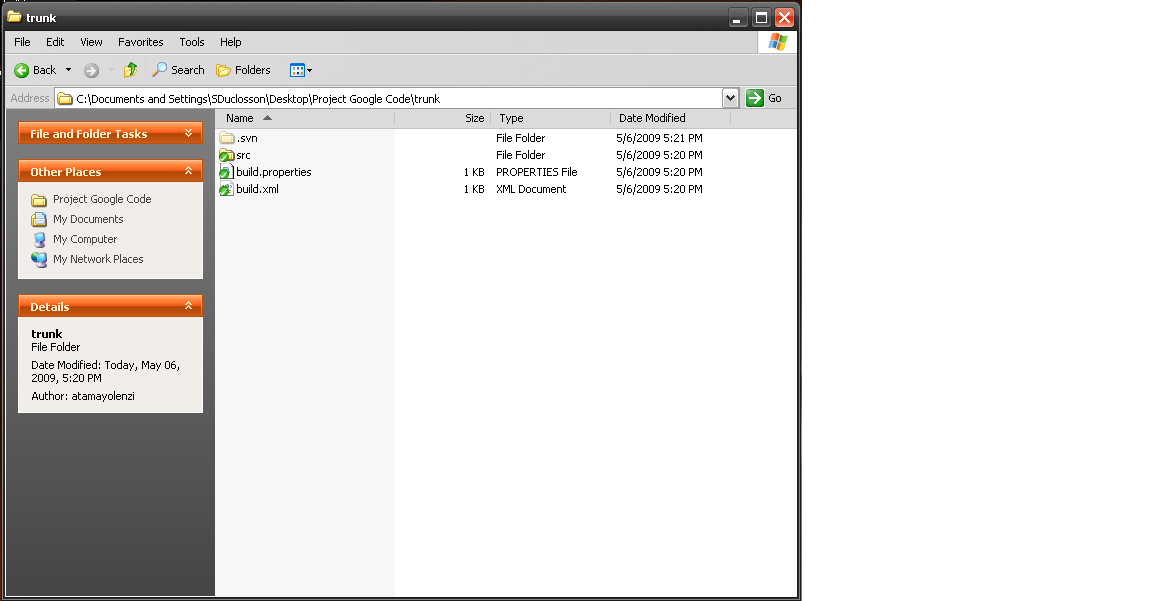 trunk
File Edit View Favorites Tools Help
Back Search Folders
Address C:\Documents and Settings\SDuclosson\Desktop\Project Google Code\trunk Go
File and Folder Tasks
Other Places
Project Google Code
My Documents
My Computer
My Network Places
Details
trunk
File Folder
Date Modified: Today, May 06,
2009, 5:20 PM
Author: atamayolenzi
Name Size Type Date Modified
.svn File Folder 5/6/2009 5:21 PM
src File Folder 5/6/2009 5:20 PM
build.properties 1 KB PROPERTIES File 5/6/2009 5:20 PM
build.xml 1 KB XML Document 5/6/2009 5:20 PM